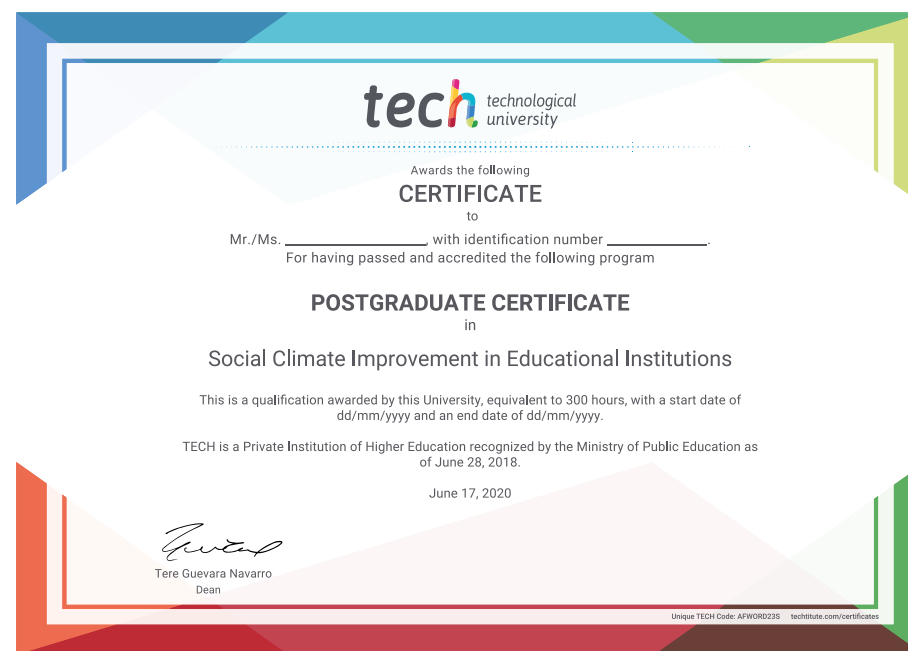 tech technological
university
Awards the following
CERTIFICATE
to
Mr./Ms. ____________________, with identification number ______________.
For having passed and accredited the following program
POSTGRADUATE CERTIFICATE
in
Social Climate Improvement in Educational Institutions
This is a qualification awarded by this University, equivalent to 300 hours, with a start date of
dd/mm/yyyy and an end date of dd/mm/yyyy.
TECH is a Private Institution of Higher Education recognized by the Ministry of Public Education as
of June 28, 2018.
June 17, 2020
Tere Guevara Navarro
Dean
Unique TECH Code: AFWORD23S techtitute.com/certificates